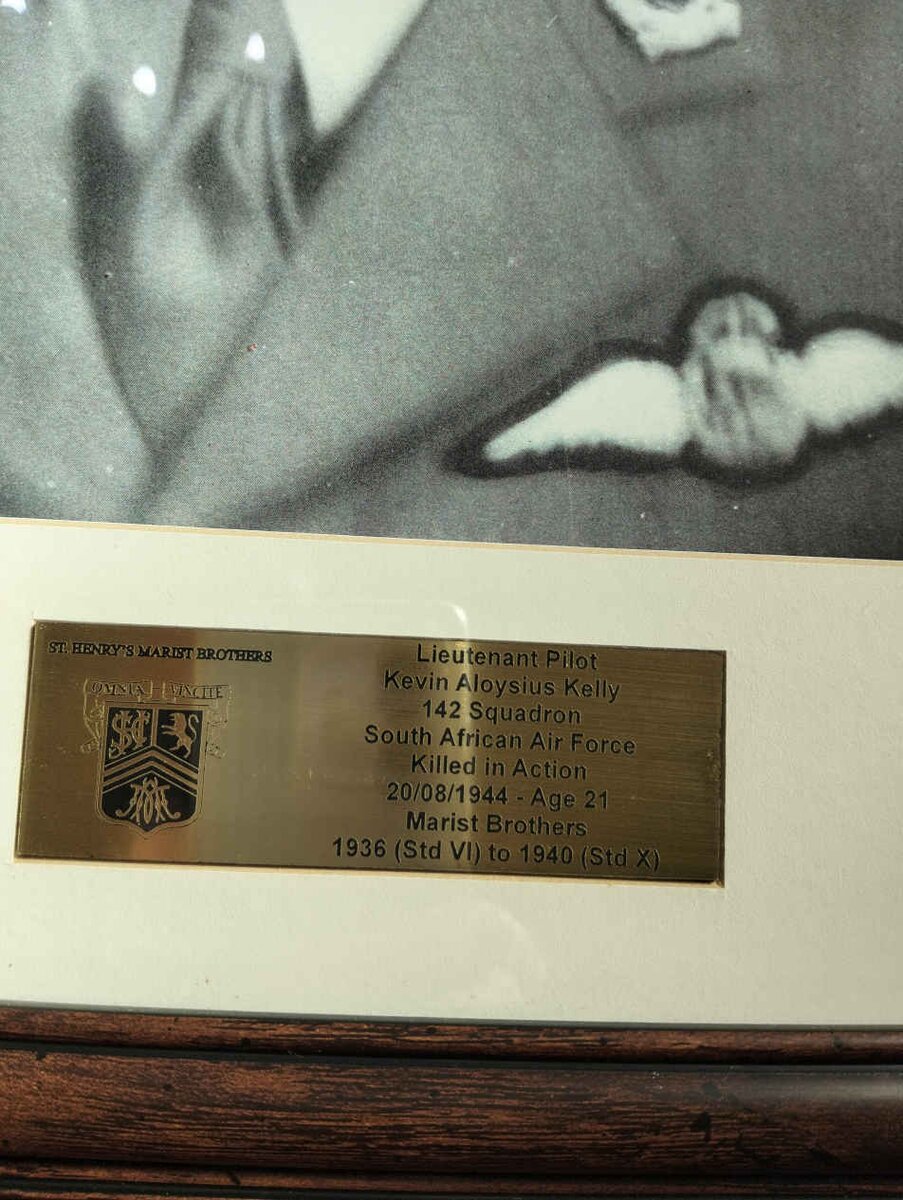 ST. HENRY'S MARIST BROTHERS
OMNIA VINCIT
Lieutenant Pilot
Kevin Aloysius Kelly
142 Squadron
South African Air Force
Killed in Action
20/08/1944 - Age 21
Marist Brothers
1936 (Std VI) to 1940 (Std X)